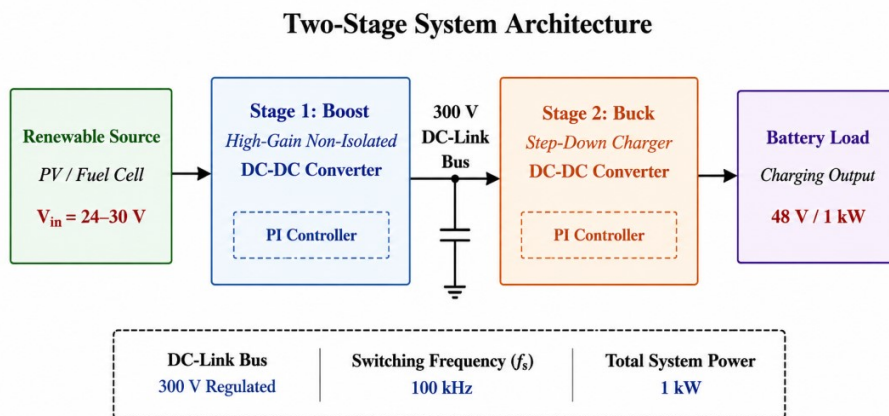 Two-Stage System Architecture
Renewable Source
PV / Fuel Cell
Vin = 24–30 V
Stage 1: Boost
High-Gain Non-Isolated
DC-DC Converter
PI Controller
300 V
DC-Link
Bus
Stage 2: Buck
Step-Down Charger
DC-DC Converter
PI Controller
Battery Load
Charging Output
48 V / 1 kW
DC-Link Bus
300 V Regulated
Switching Frequency (fs)
100 kHz
Total System Power
1 kW